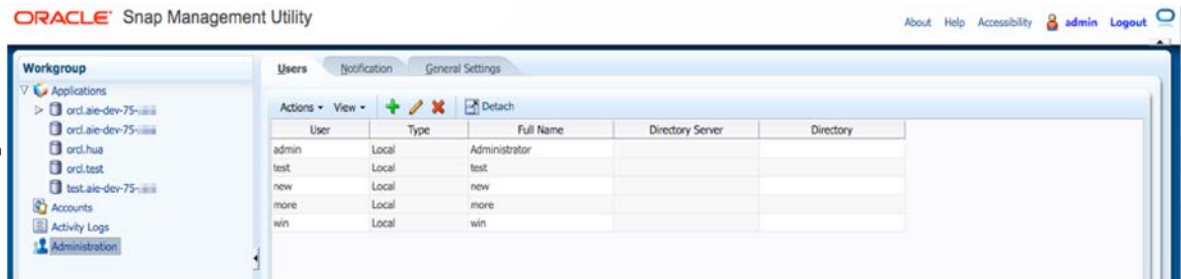 ORACLE Snap Management Utility
About Help Accessibility admin Logout
Workgroup
Applications
orcl.aie-dev-75-
orcl.aie-dev-75-
orcl.hua
orcl.test
test.aie-dev-75-
Accounts
Activity Logs
Administration
Users Notification General Settings
Actions View Detach
User Type Full Name Directory Server Directory
admin Local Administrator
test Local test
new Local new
more Local more
win Local win